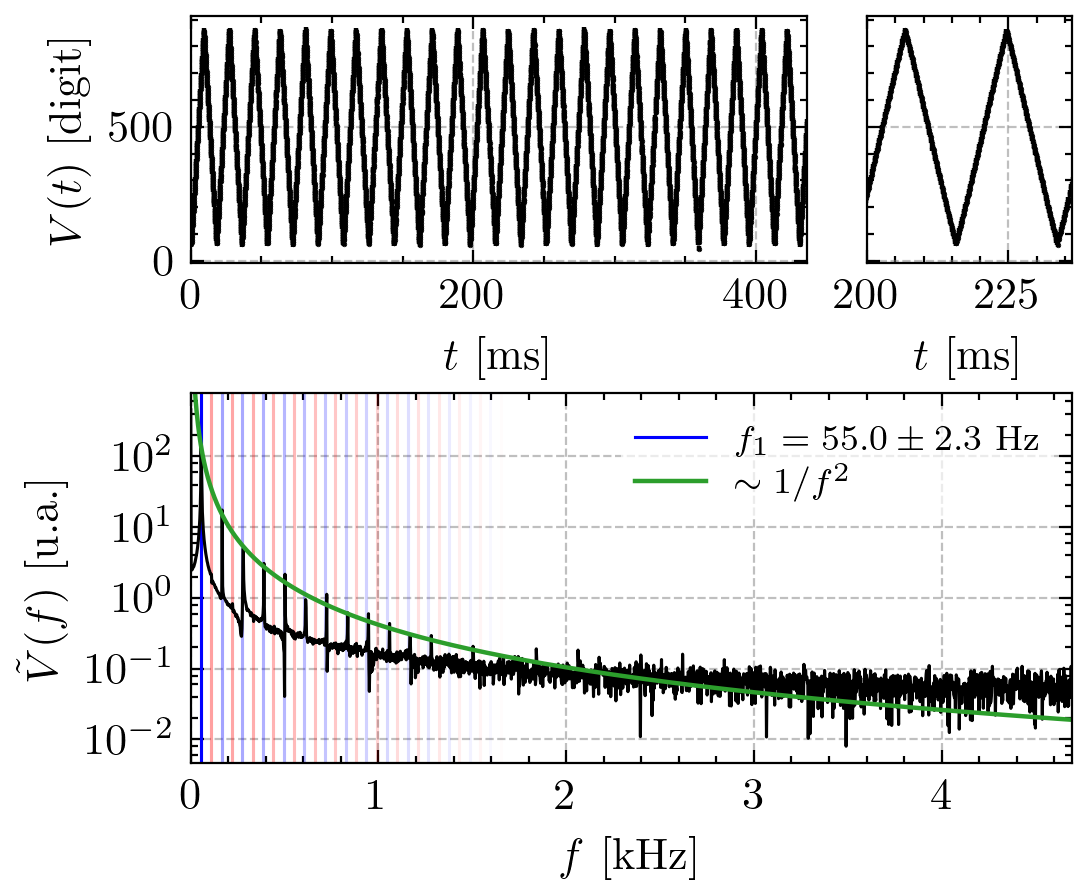 V(t) [digit]
500
0
0 200 400
t [ms]
200 225
t [ms]
Ṽ(f) [u.a.]
10²
10¹
10⁰
10⁻¹
10⁻²
f₁ = 55.0 ± 2.3 Hz
∼ 1/f²
0 1 2 3 4
f [kHz]